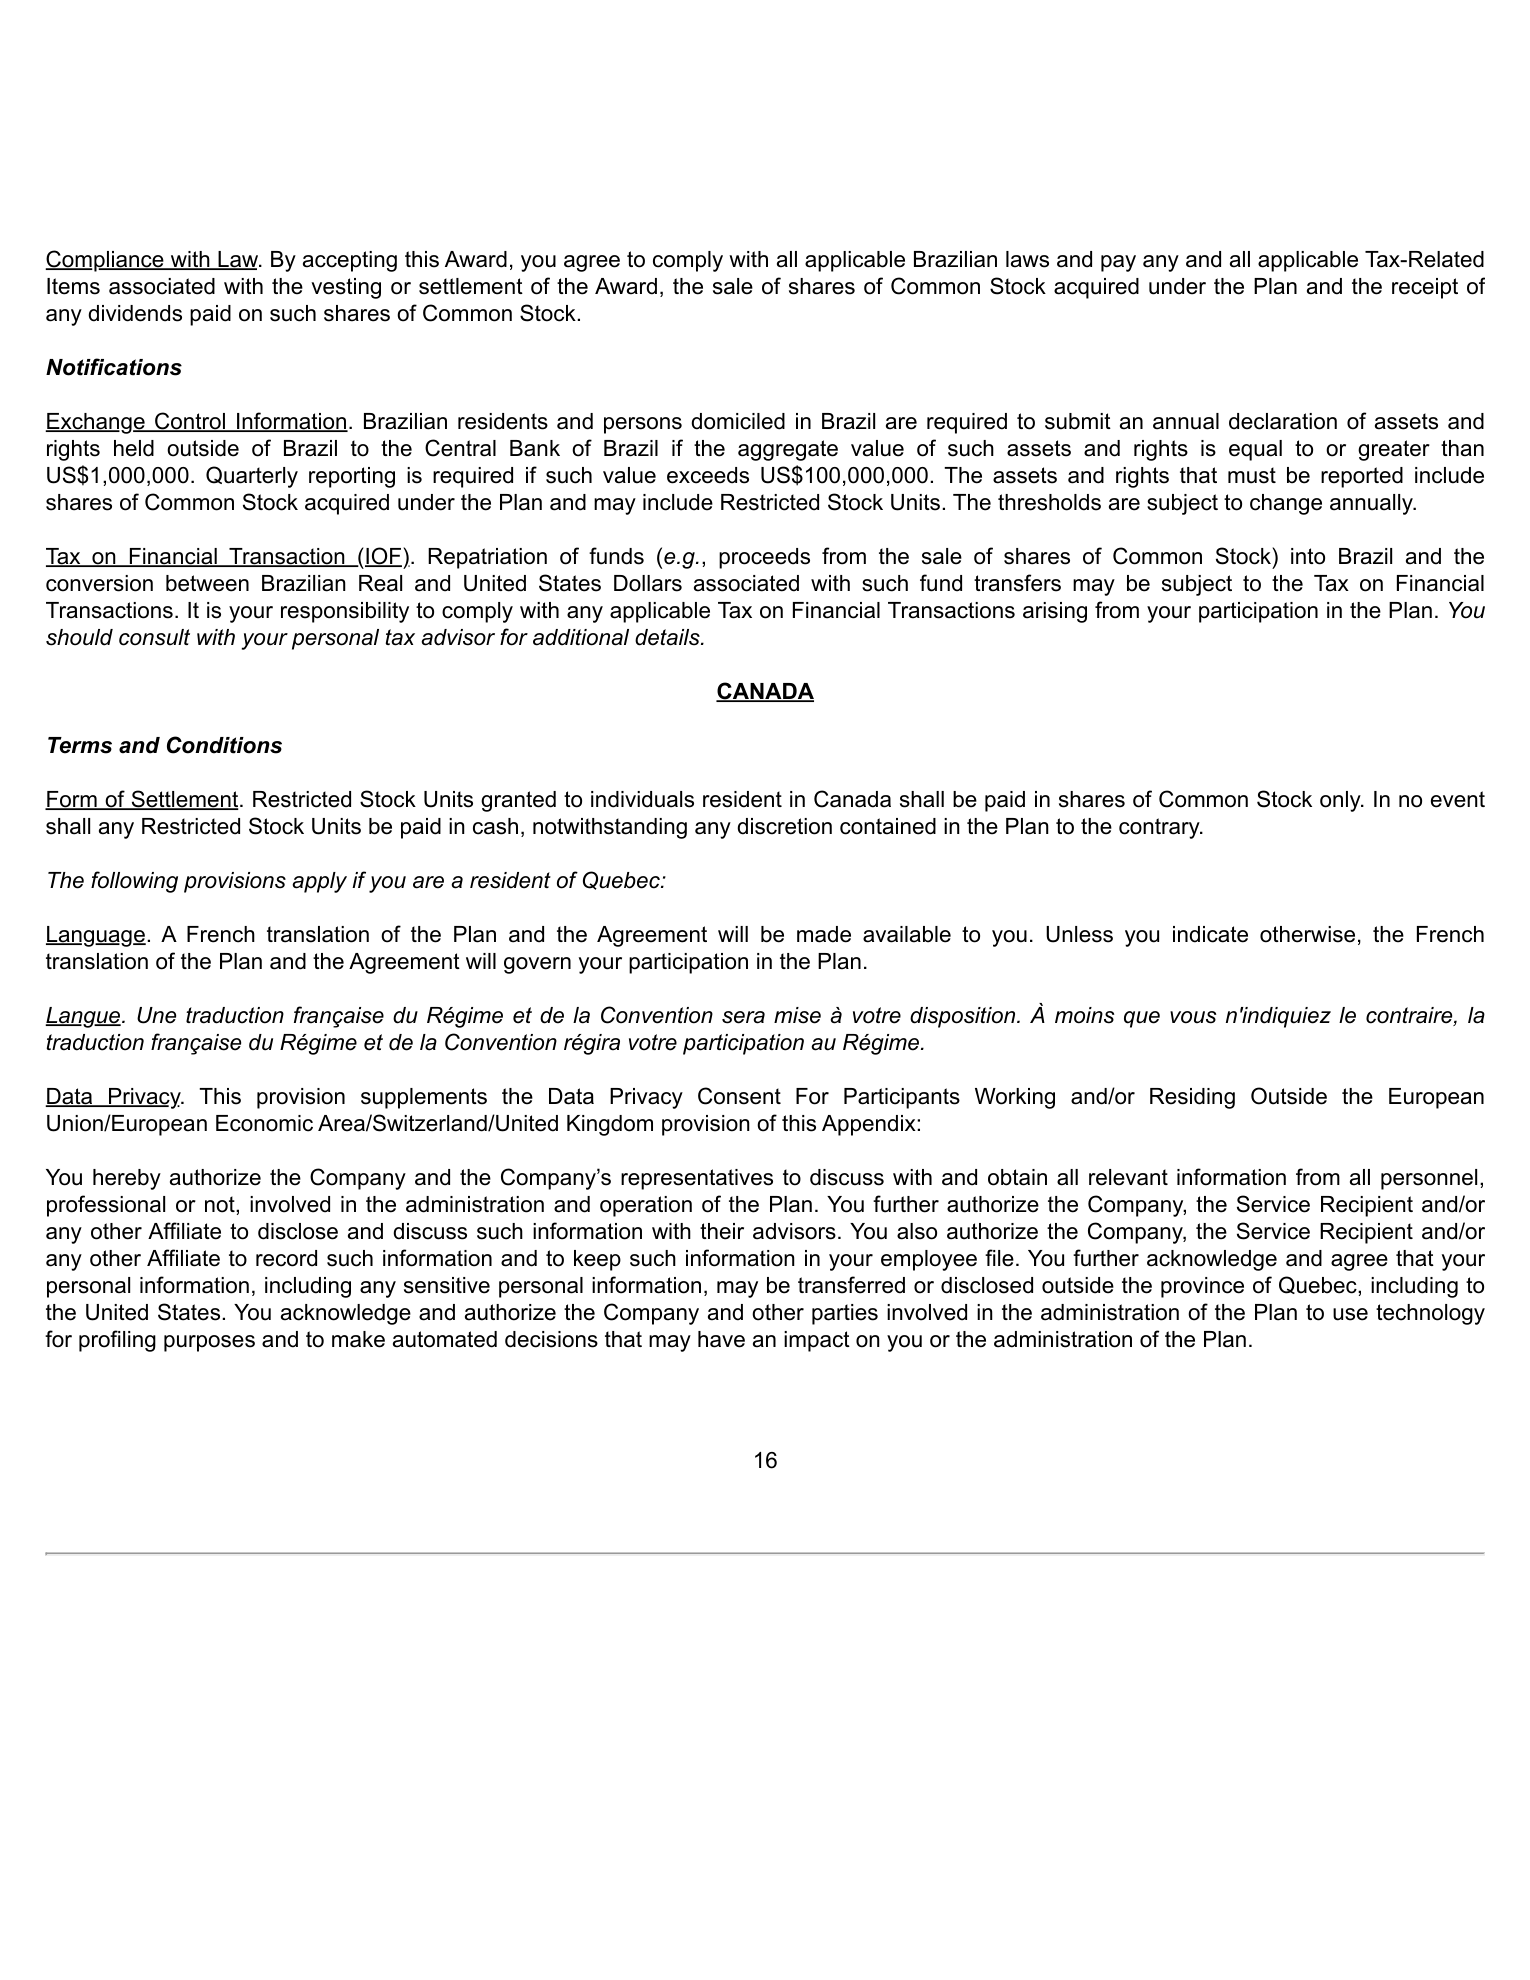 Compliance with Law. By accepting this Award, you agree to comply with all applicable Brazilian laws and pay any and all applicable Tax-Related
Items associated with the vesting or settlement of the Award, the sale of shares of Common Stock acquired under the Plan and the receipt of
any dividends paid on such shares of Common Stock.
Notifications
Exchange Control Information. Brazilian residents and persons domiciled in Brazil are required to submit an annual declaration of assets and
rights held outside of Brazil to the Central Bank of Brazil if the aggregate value of such assets and rights is equal to or greater than
US$1,000,000. Quarterly reporting is required if such value exceeds US$100,000,000. The assets and rights that must be reported include
shares of Common Stock acquired under the Plan and may include Restricted Stock Units. The thresholds are subject to change annually.
Tax on Financial Transaction (IOF). Repatriation of funds (e.g., proceeds from the sale of shares of Common Stock) into Brazil and the
conversion between Brazilian Real and United States Dollars associated with such fund transfers may be subject to the Tax on Financial
Transactions. It is your responsibility to comply with any applicable Tax on Financial Transactions arising from your participation in the Plan. You
should consult with your personal tax advisor for additional details.
CANADA
Terms and Conditions
Form of Settlement. Restricted Stock Units granted to individuals resident in Canada shall be paid in shares of Common Stock only. In no event
shall any Restricted Stock Units be paid in cash, notwithstanding any discretion contained in the Plan to the contrary.
The following provisions apply if you are a resident of Quebec:
Language. A French translation of the Plan and the Agreement will be made available to you. Unless you indicate otherwise, the French
translation of the Plan and the Agreement will govern your participation in the Plan.
Langue. Une traduction française du Régime et de la Convention sera mise à votre disposition. À moins que vous n'indiquiez le contraire, la
traduction française du Régime et de la Convention régira votre participation au Régime.
Data Privacy. This provision supplements the Data Privacy Consent For Participants Working and/or Residing Outside the European
Union/European Economic Area/Switzerland/United Kingdom provision of this Appendix:
You hereby authorize the Company and the Company’s representatives to discuss with and obtain all relevant information from all personnel,
professional or not, involved in the administration and operation of the Plan. You further authorize the Company, the Service Recipient and/or
any other Affiliate to disclose and discuss such information with their advisors. You also authorize the Company, the Service Recipient and/or
any other Affiliate to record such information and to keep such information in your employee file. You further acknowledge and agree that your
personal information, including any sensitive personal information, may be transferred or disclosed outside the province of Quebec, including to
the United States. You acknowledge and authorize the Company and other parties involved in the administration of the Plan to use technology
for profiling purposes and to make automated decisions that may have an impact on you or the administration of the Plan.
16